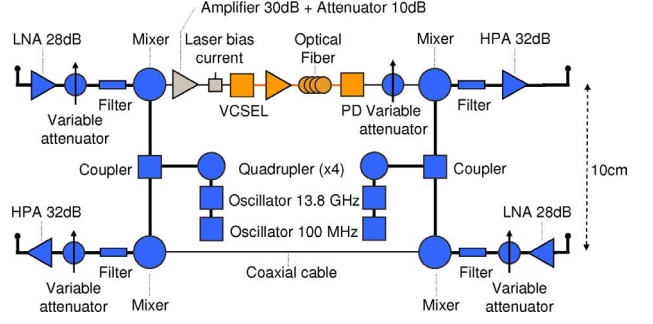 Amplifier 30dB + Attenuator 10dB
LNA 28dB
Mixer
Laser bias
current
Optical
Fiber
Mixer
HPA 32dB
Filter
Variable
attenuator
VCSEL
PD
Variable
attenuator
Filter
Coupler
Quadrupler (x4)
Coupler
10cm
Oscillator 13.8 GHz
Oscillator 100 MHz
HPA 32dB
LNA 28dB
Filter
Coaxial cable
Filter
Variable
attenuator
Mixer
Mixer
Variable
attenuator